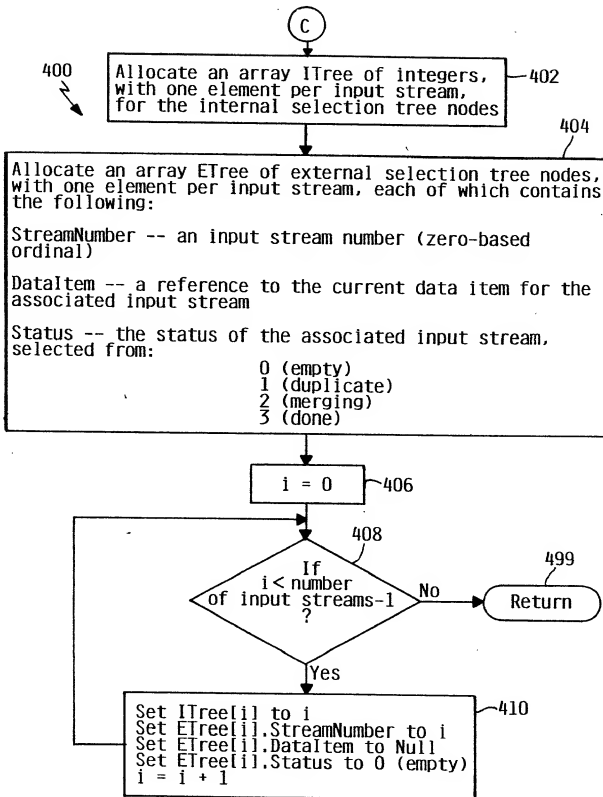 C
400
Allocate an array ITree of integers,
with one element per input stream,
for the internal selection tree nodes
402
404
Allocate an array ETree of external selection tree nodes,
with one element per input stream, each of which contains
the following:
StreamNumber -- an input stream number (zero-based
ordinal)
DataItem -- a reference to the current data item for the
associated input stream
Status -- the status of the associated input stream,
selected from:
0 (empty)
1 (duplicate)
2 (merging)
3 (done)
i = 0
406
408
If
i < number
of input streams-1
?
No
499
Return
Yes
410
Set ITree[i] to i
Set ETree[i].StreamNumber to i
Set ETree[i].DataItem to Null
Set ETree[i].Status to 0 (empty)
i = i + 1